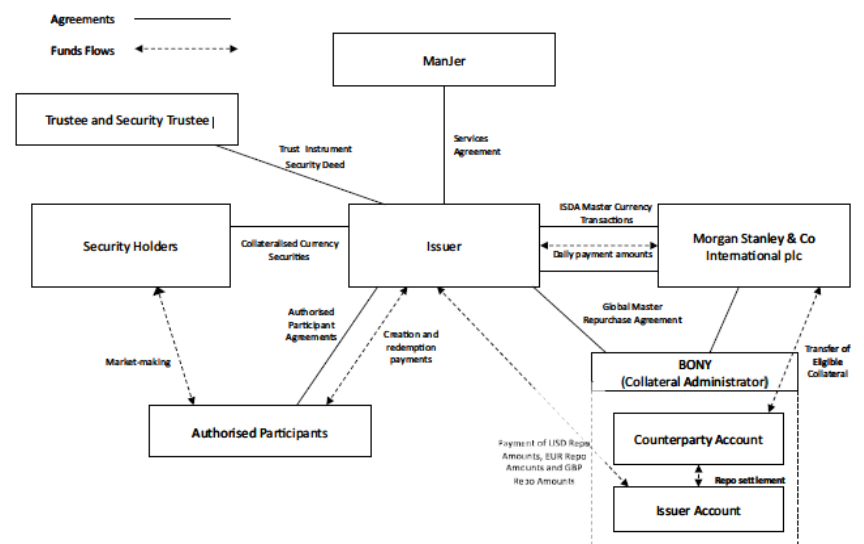 Agreements
Funds Flows
ManJer
Trustee and Security Trustee
Trust Instrument
Security Deed
Services
Agreement
ISDA Master Currency
Transactions
Security Holders
Collateralised Currency
Securities
Issuer
Daily payment amounts
Morgan Stanley & Co
International plc
Authorised
Participant
Agreements
Creation and
redemption
payments
Global Master
Repurchase Agreement
Market-making
Transfer of
Eligible
Collateral
BONY
(Collateral Administrator)
Authorised Participants
Payment of USD Repo
Amounts, EUR Repo
Amounts and GBP
Repo Amounts
Counterparty Account
Repo settlement
Issuer Account